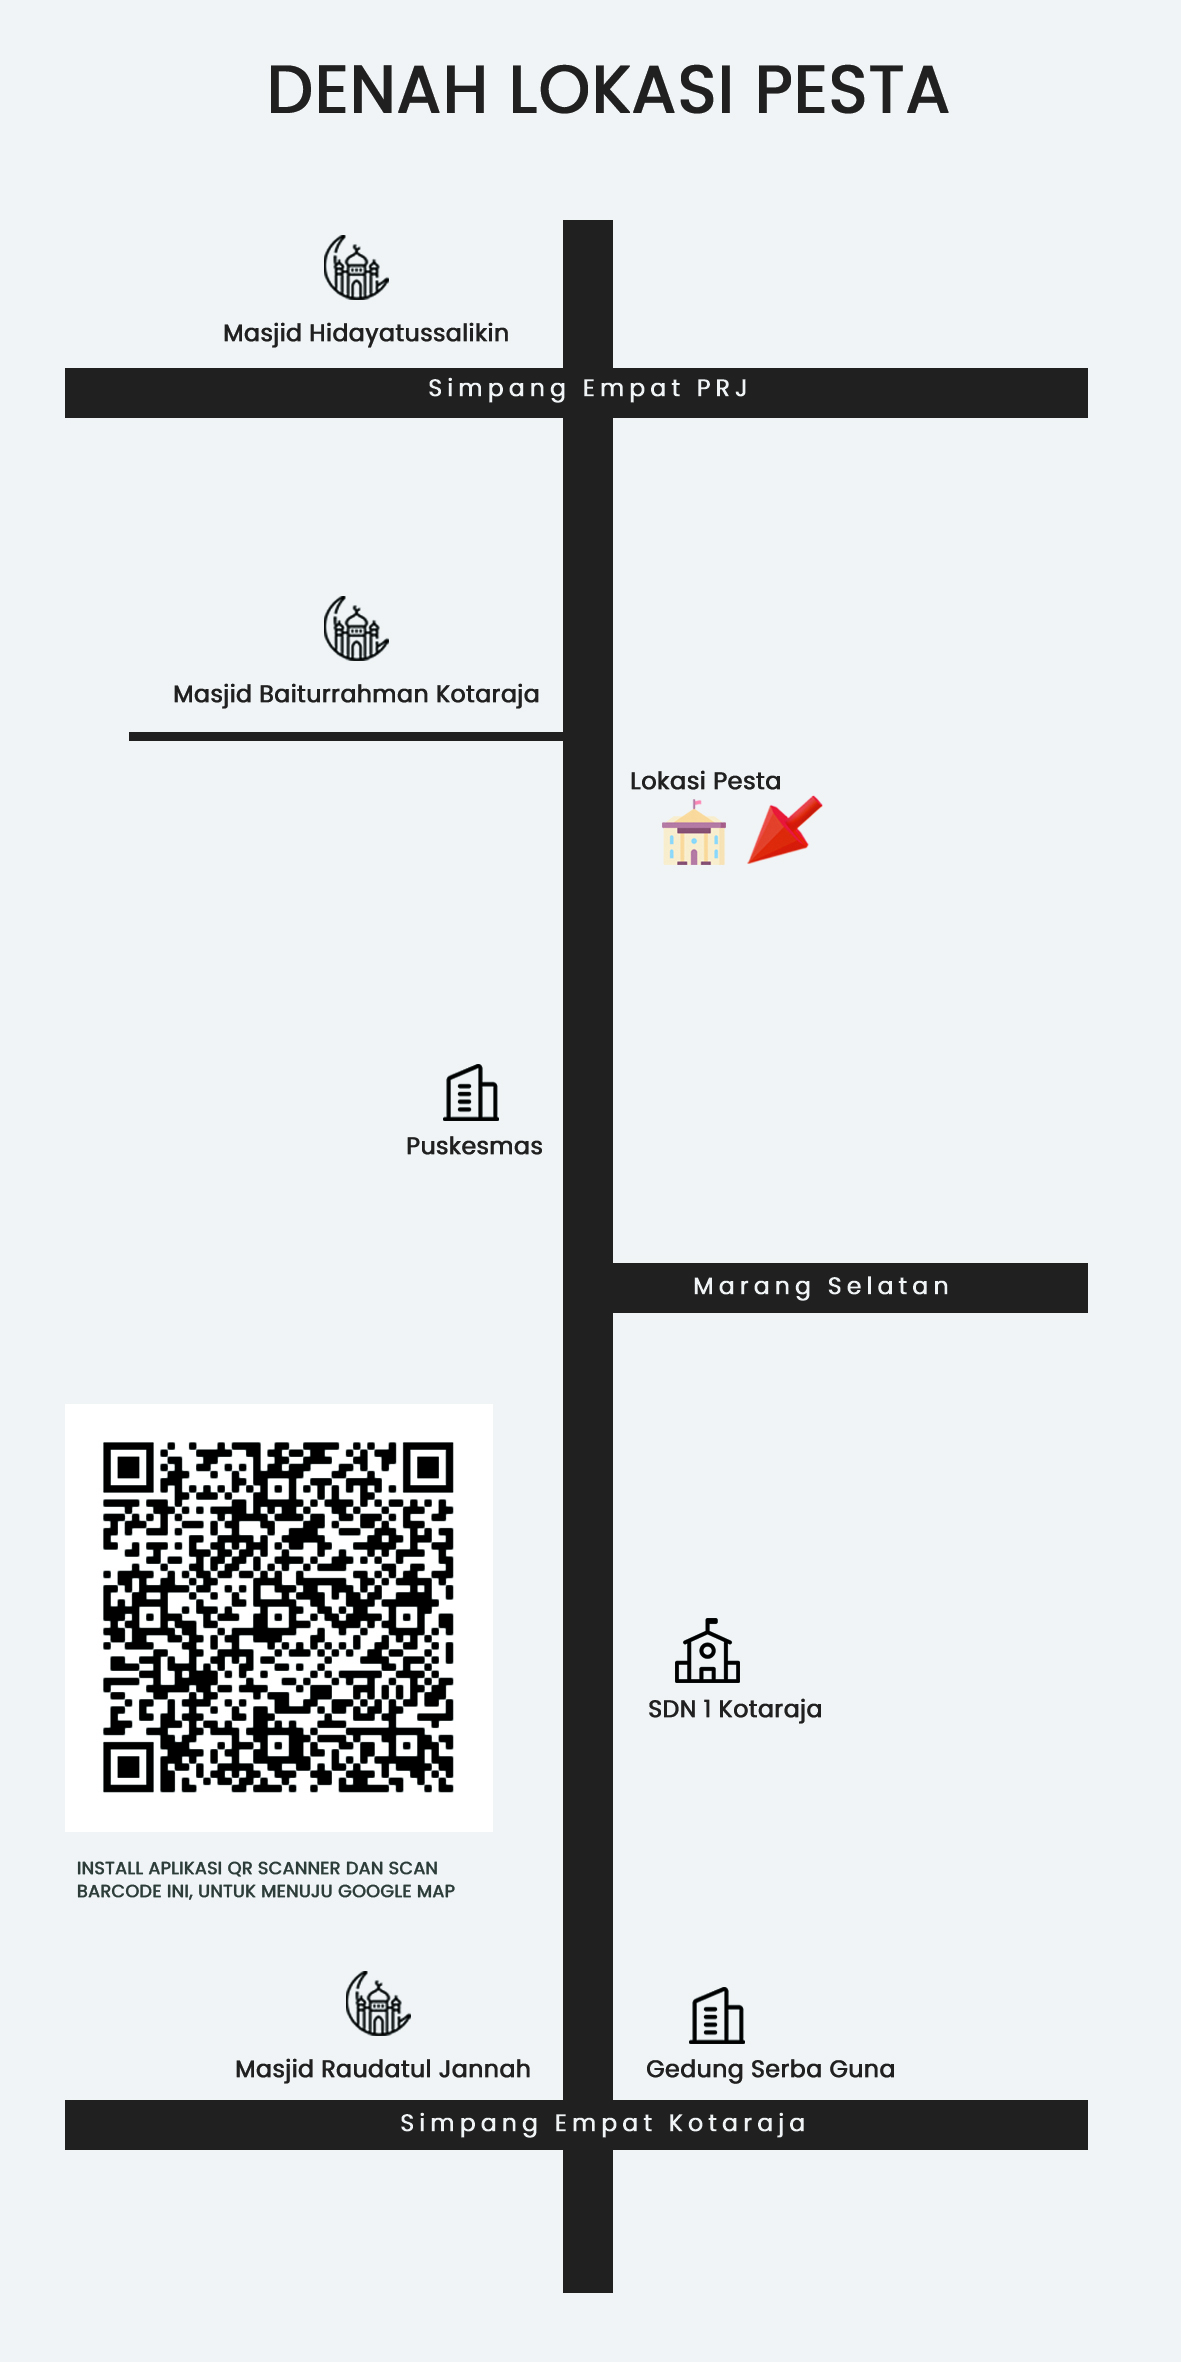 DENAH LOKASI PESTA
Masjid Hidayatussalikin
Simpang Empat PRJ
Masjid Baiturrahman Kotaraja
Lokasi Pesta
Puskesmas
Marang Selatan
SDN 1 Kotaraja
INSTALL APLIKASI QR SCANNER DAN SCAN
BARCODE INI, UNTUK MENUJU GOOGLE MAP
Masjid Raudatul Jannah
Gedung Serba Guna
Simpang Empat Kotaraja